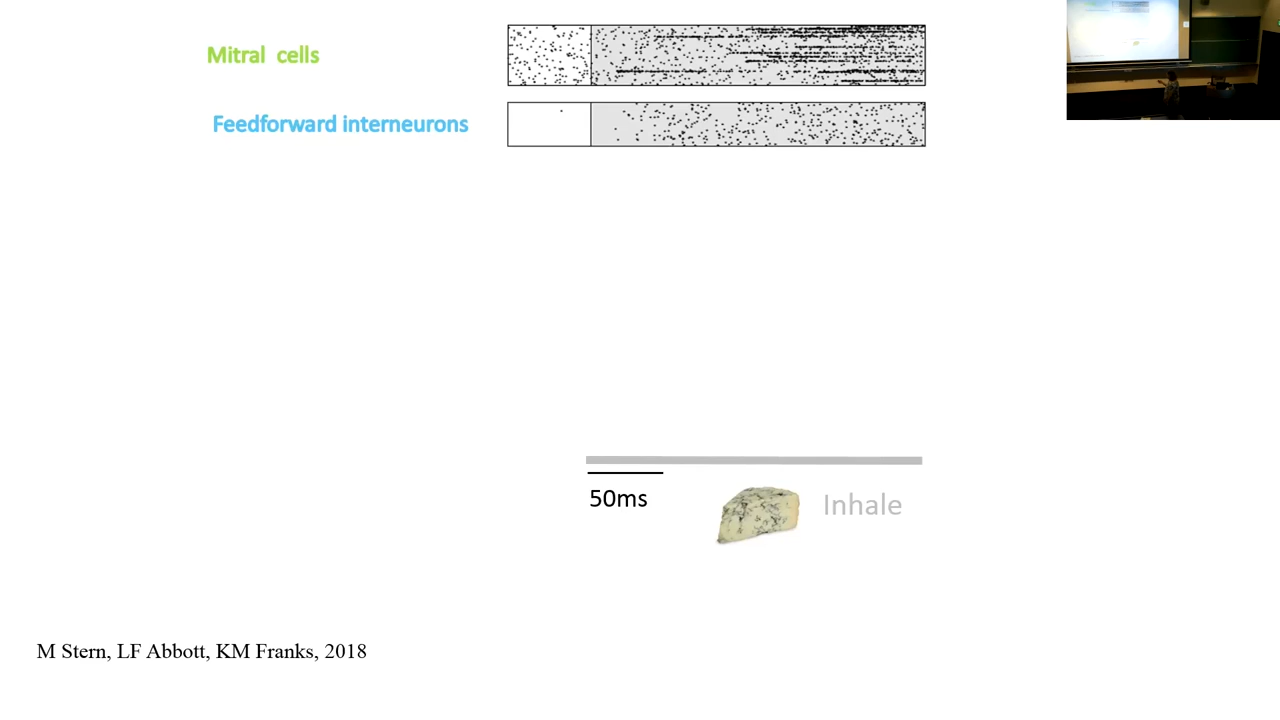 Mitral  cells
Feedforward interneurons
50ms
Inhale
M Stern, LF Abbott, KM Franks, 2018